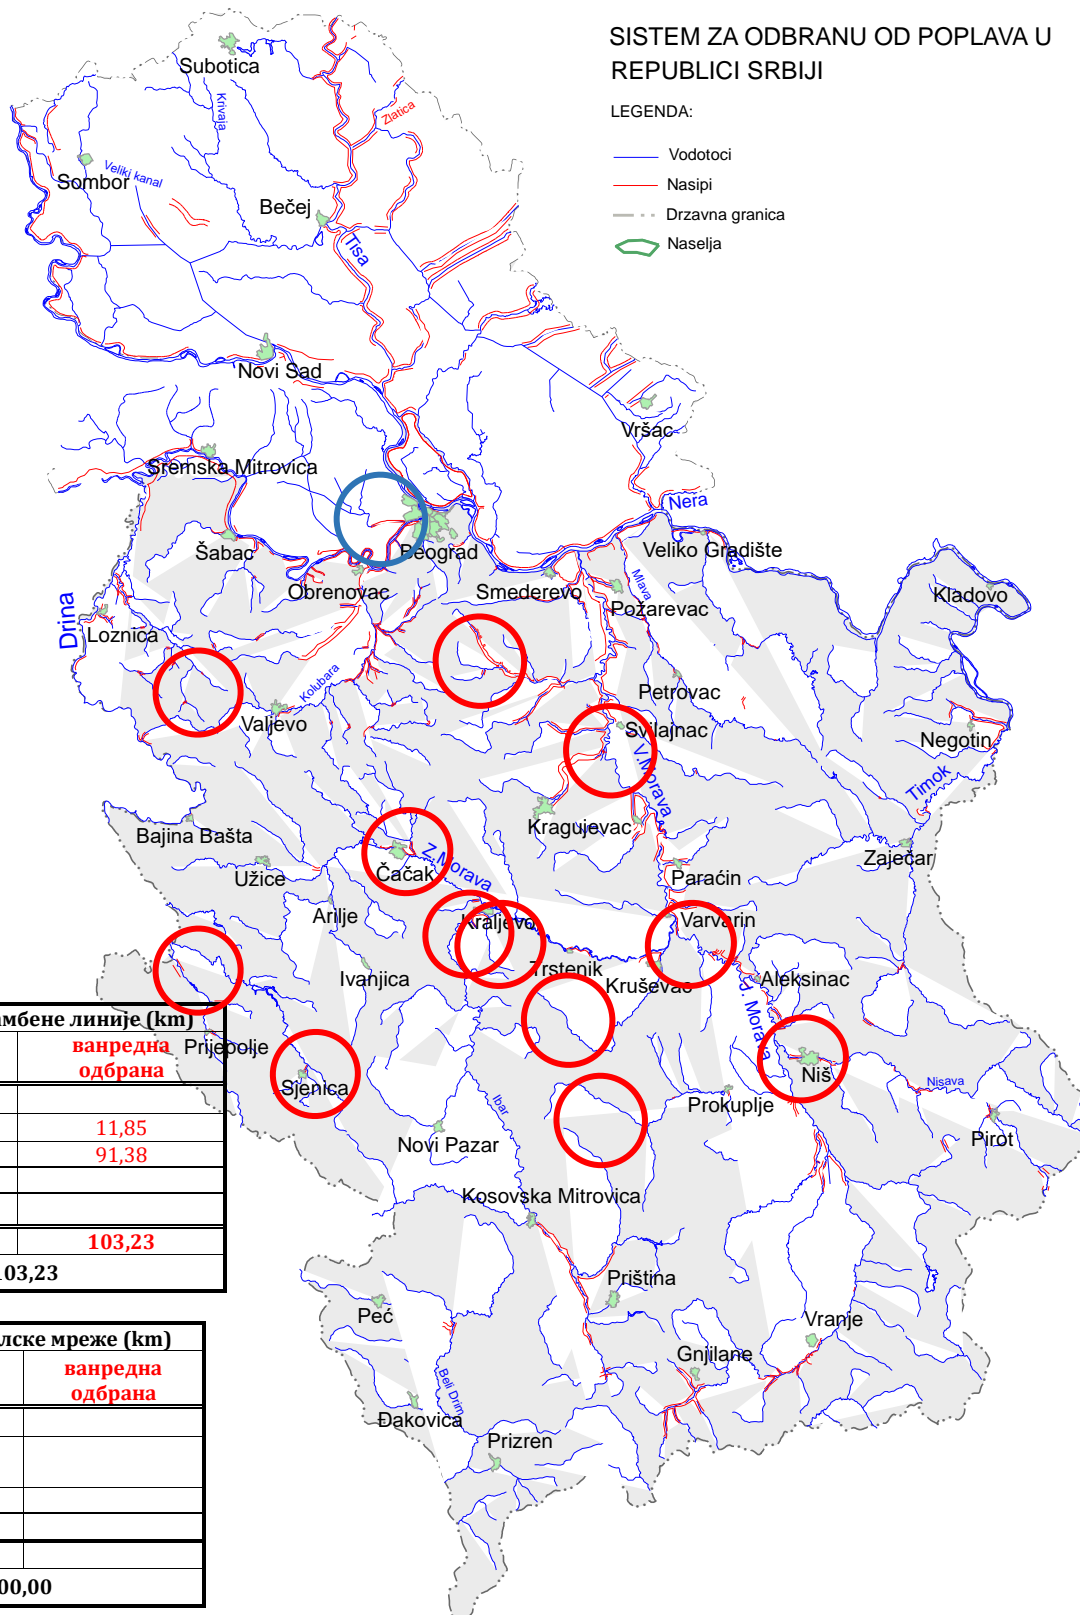 SISTEM ZA ODBRANU OD POPLAVA U
REPUBLICI SRBIJI
LEGENDA:
Vodotoci
Nasipi
Drzavna granica
Naselja
Subotica
Krivaja
Zlatica
Sombor
Veliki kanal
Bečej
Tisa
Novi Sad
Vršac
Sremska Mitrovica
Nera
Šabac
Beograd
Veliko Gradište
Obrenovac
Smederevo
Mlava
Požarevac
Kladovo
Drina
Loznica
Kolubara
Petrovac
Valjevo
Svilajnac
Negotin
V.Morava
Timok
Bajina Bašta
Kragujevac
Z.Morava
Čačak
Užice
Zaječar
Paraćin
Arilje
Kraljevo
Varvarin
Ivanjica
Trstenik
Kruševac
Aleksinac
J. Morava
Prijepolje
Sjenica
Niš
Nisava
Ibar
Prokuplje
Novi Pazar
Pirot
Kosovska Mitrovica
Priština
Peć
Vranje
Gnjilane
Beli Drim
Đakovica
Prizren
мбене линије (km)
ванредна
одбрана
11,85
91,38
103,23
03,23
лске мреже (km)
ванредна
одбрана
00,00